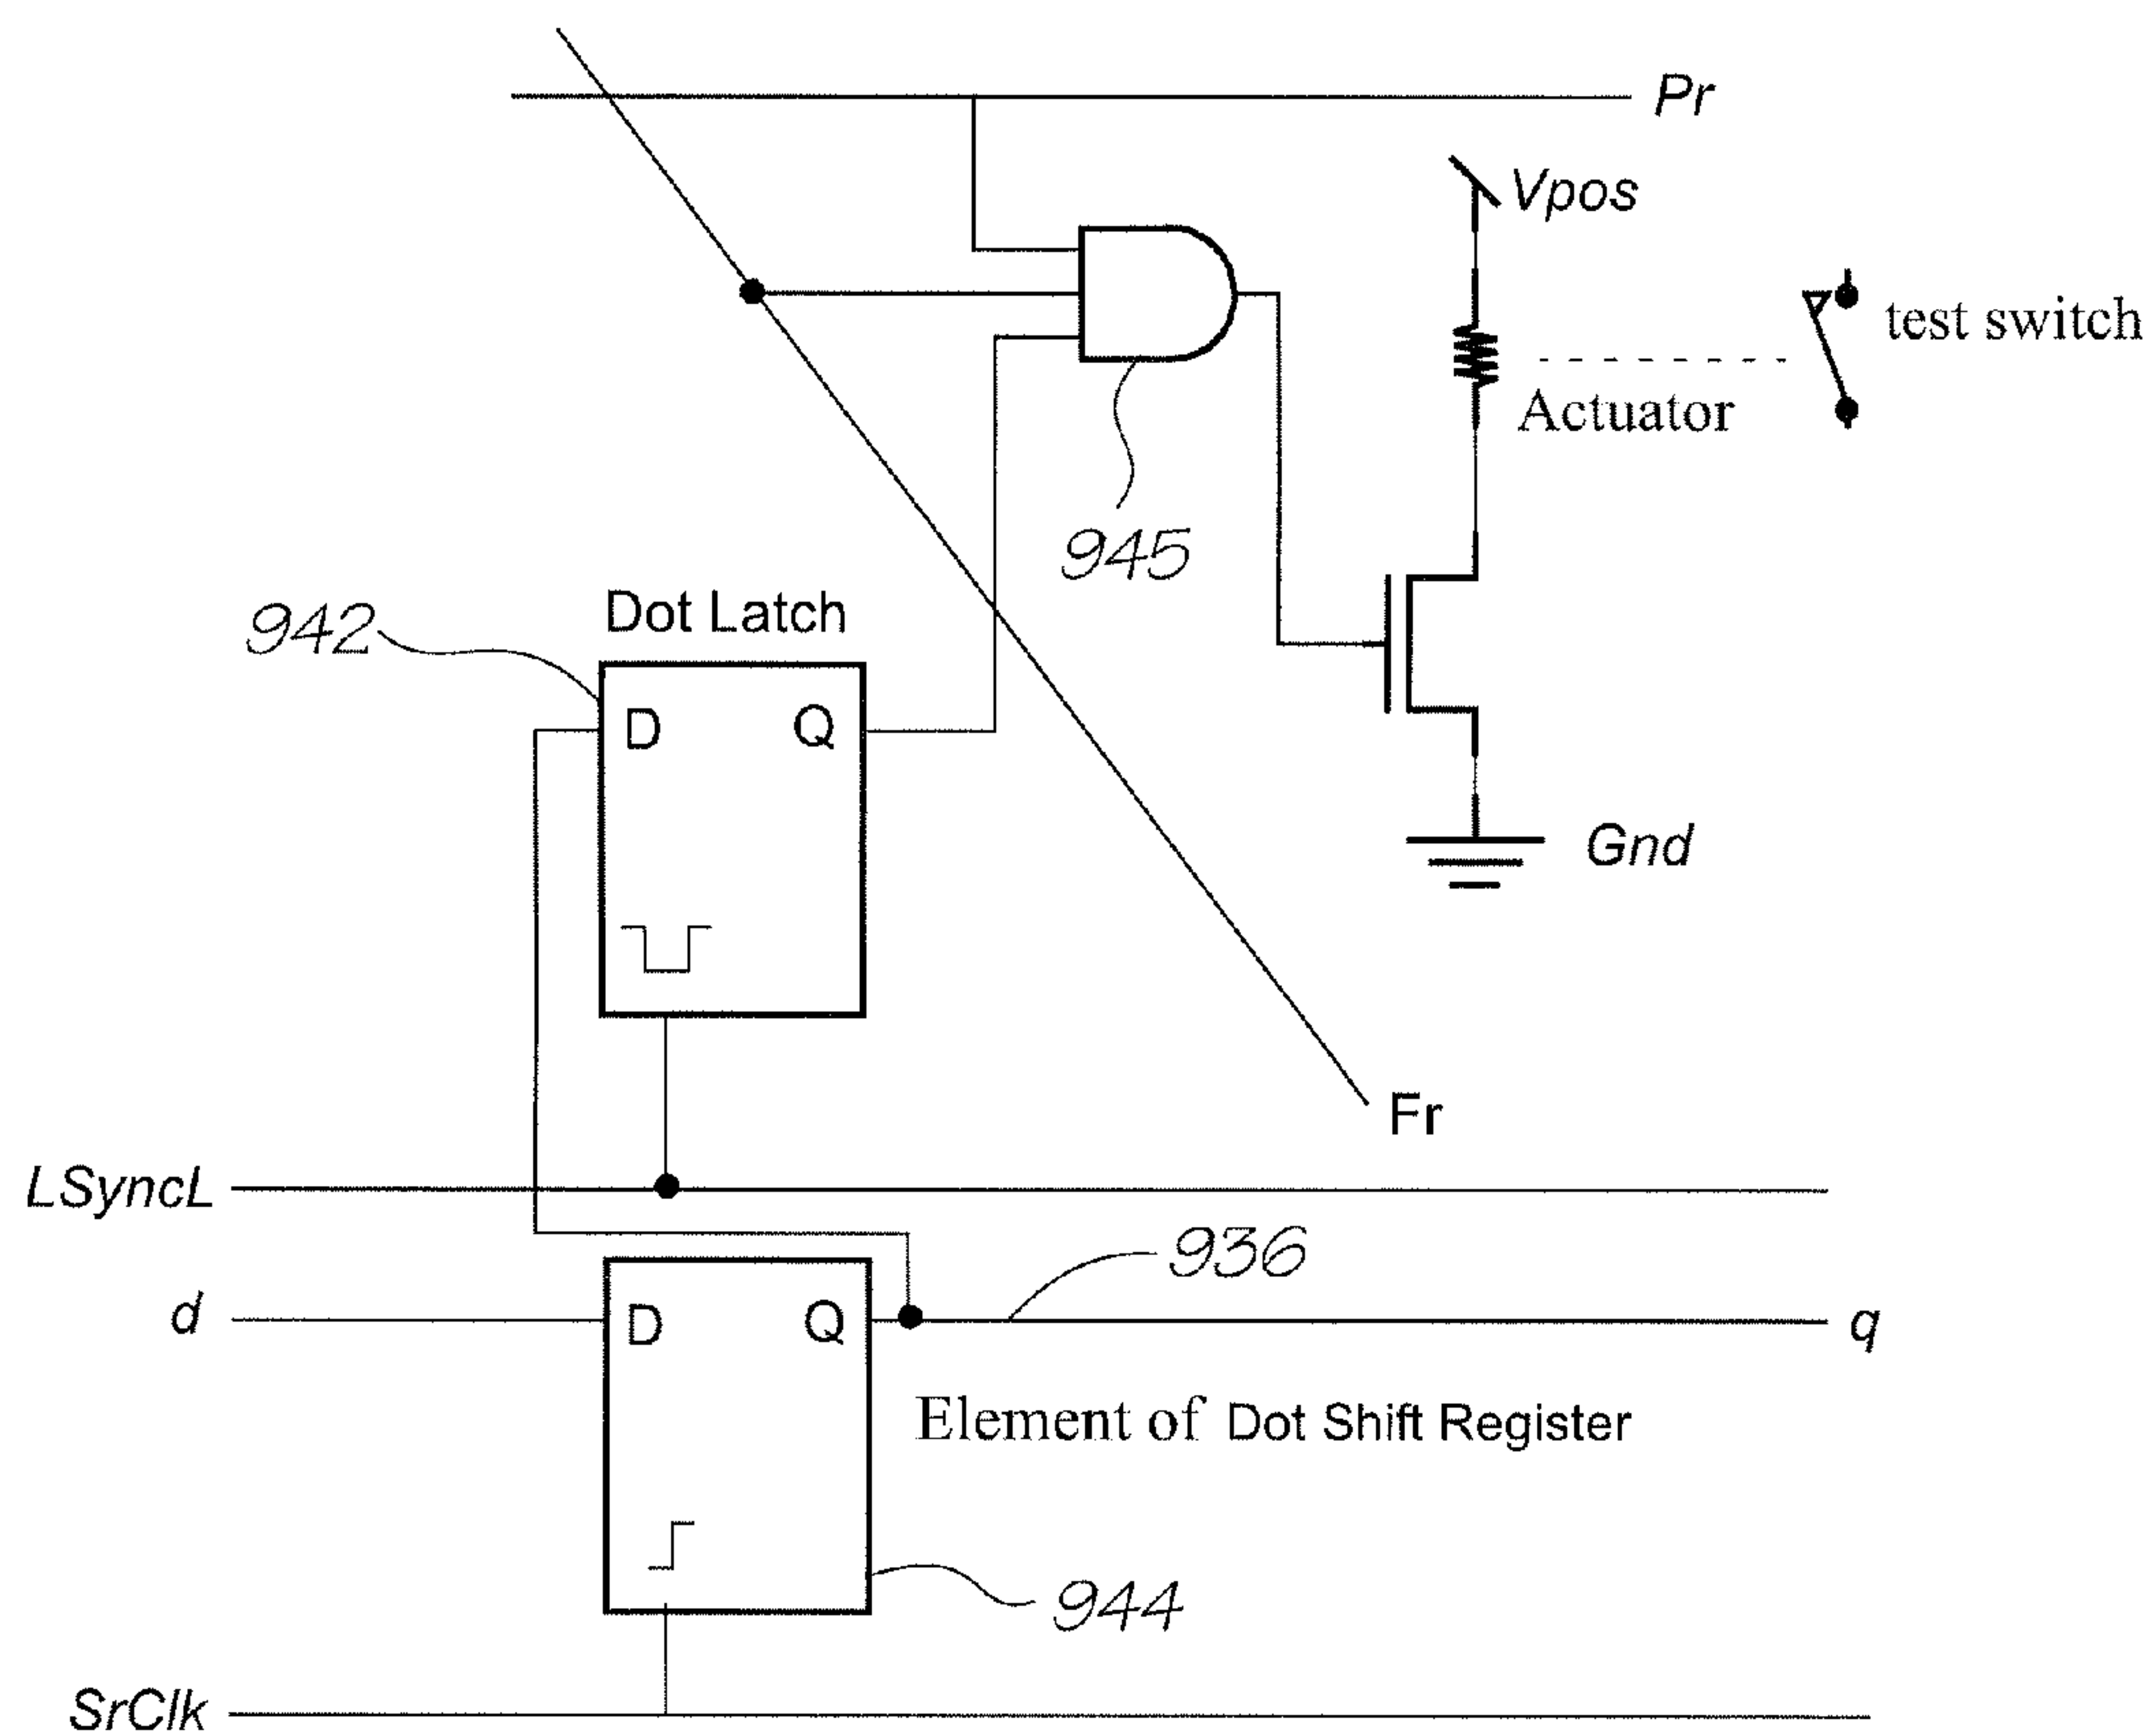 Pr
Vpos
test switch
Actuator
945
Dot Latch
942
D Q
Gnd
Fr
LSyncL
936
d
D Q
q
Element of Dot Shift Register
944
SrClk